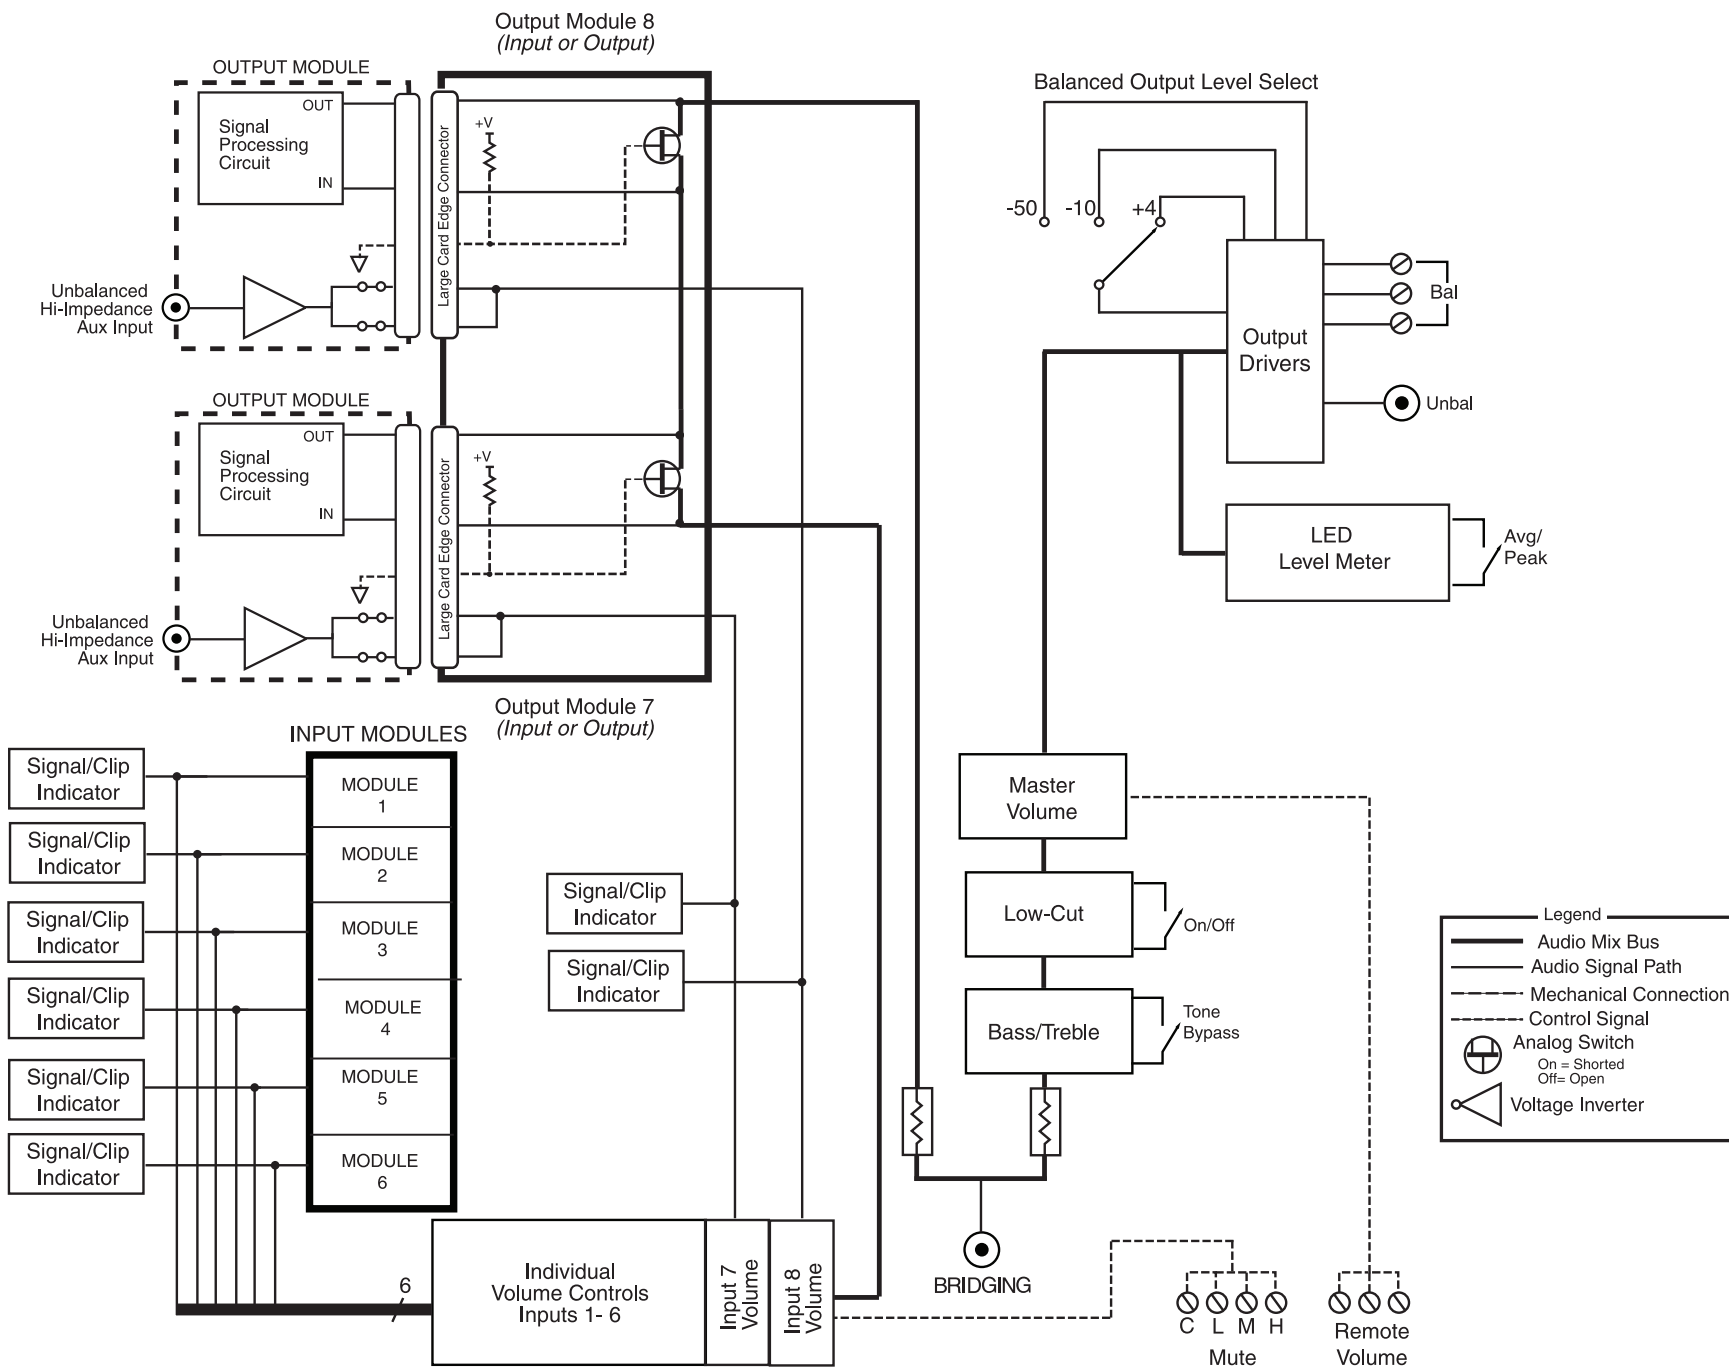 Output Module 8
(Input or Output)
OUTPUT MODULE
OUT
Signal
Processing
Circuit
IN
Large Card Edge Connector
+V
Unbalanced
Hi-Impedance
Aux Input
OUTPUT MODULE
OUT
Signal
Processing
Circuit
IN
Large Card Edge Connector
+V
Unbalanced
Hi-Impedance
Aux Input
Output Module 7
(Input or Output)
Balanced Output Level Select
-50
-10
+4
Output
Drivers
Bal
Unbal
LED
Level Meter
Avg/
Peak
INPUT MODULES
Signal/Clip
Indicator
MODULE
1
Signal/Clip
Indicator
MODULE
2
Signal/Clip
Indicator
MODULE
3
Signal/Clip
Indicator
MODULE
4
Signal/Clip
Indicator
MODULE
5
Signal/Clip
Indicator
MODULE
6
Signal/Clip
Indicator
Signal/Clip
Indicator
Master
Volume
Low-Cut
On/Off
Bass/Treble
Tone
Bypass
BRIDGING
6
Individual
Volume Controls
Inputs 1- 6
Input 7
Volume
Input 8
Volume
C L M H
Mute
Remote
Volume
Legend
Audio Mix Bus
Audio Signal Path
Mechanical Connection
Control Signal
Analog Switch
On = Shorted
Off= Open
Voltage Inverter